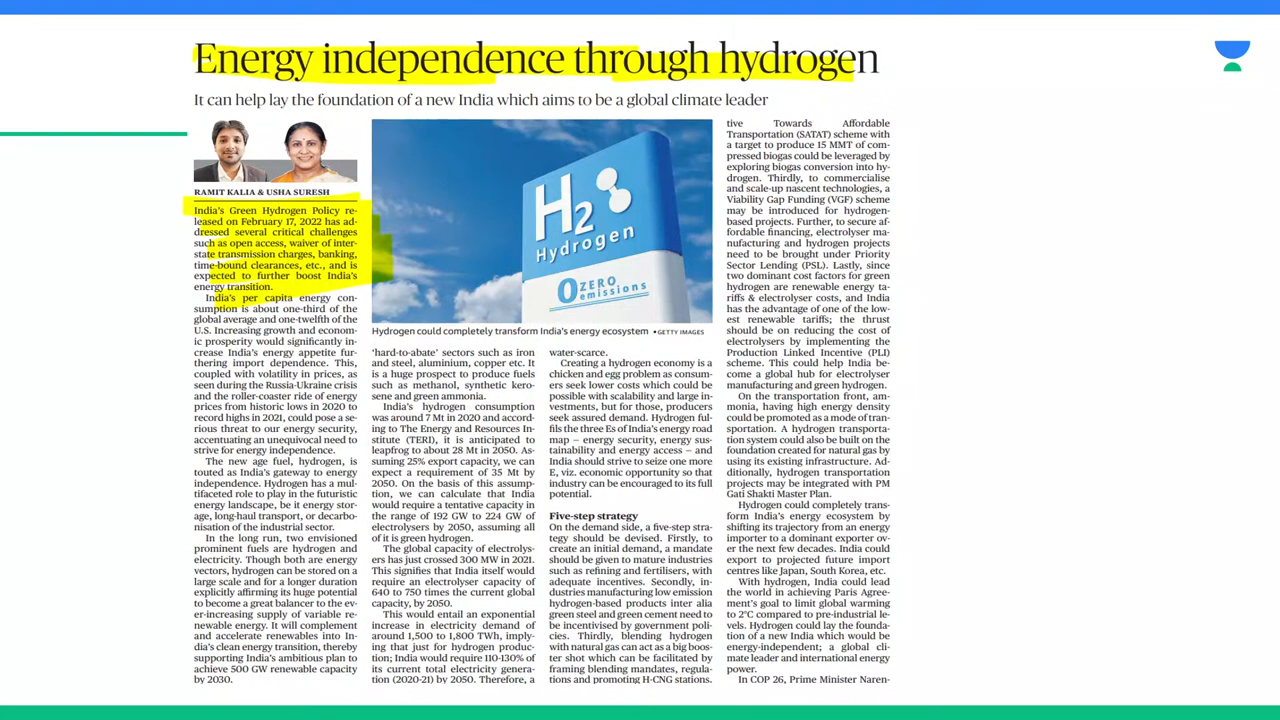 Energy independence through hydrogen
It can help lay the foundation of a new India which aims to be a global climate leader
RAMIT KALIA & USHA SURESH
India's Green Hydrogen Policy re-
leased on February 17, 2022 has ad-
dressed several critical challenges
such as open access, waiver of inter-
state transmission charges, banking,
time-bound clearances, etc., and is
expected to further boost India's
energy transition.
India's per capita energy con-
sumption is about one-third of the
global average and one-twelfth of the
U.S. Increasing growth and econom-
ic prosperity would significantly in-
crease India's energy appetite fur-
thering import dependence. This,
coupled with volatility in prices, as
seen during the Russia-Ukraine crisis
and the roller-coaster ride of energy
prices from historic lows in 2020 to
record highs in 2021, could pose a se-
rious threat to our energy security,
accentuating an unequivocal need to
strive for energy independence.
The new age fuel, hydrogen, is
touted as India's gateway to energy
independence. Hydrogen has a mul-
tifaceted role to play in the futuristic
energy landscape, be it energy stor-
age, long-haul transport, or decarbo-
nisation of the industrial sector.
In the long run, two envisioned
prominent fuels are hydrogen and
electricity. Though both are energy
vectors, hydrogen can be stored on a
large scale and for a longer duration
explicitly affirming its huge potential
to become a great balancer to the ev-
er-increasing supply of variable re-
newable energy. It will complement
and accelerate renewables into In-
dia's clean energy transition, thereby
supporting India's ambitious plan to
achieve 500 GW renewable capacity
by 2030.
H2
Hydrogen
0 ZERO
emissions
Hydrogen could completely transform India's energy ecosystem •GETTY IMAGES
'hard-to-abate' sectors such as iron
and steel, aluminium, copper etc. It
is a huge prospect to produce fuels
such as methanol, synthetic kero-
sene and green ammonia.
India's hydrogen consumption
was around 7 Mt in 2020 and accord-
ing to The Energy and Resources In-
stitute (TERI), it is anticipated to
leapfrog to about 28 Mt in 2050. As-
suming 25% export capacity, we can
expect a requirement of 35 Mt by
2050. On the basis of this assump-
tion, we can calculate that India
would require a tentative capacity in
the range of 192 GW to 224 GW of
electrolysers by 2050, assuming all
of it is green hydrogen.
The global capacity of electrolys-
ers has just crossed 300 MW in 2021.
This signifies that India itself would
require an electrolyser capacity of
640 to 750 times the current global
capacity, by 2050.
This would entail an exponential
increase in electricity demand of
around 1,500 to 1,800 TWh, imply-
ing that just for hydrogen produc-
tion; India would require 110-130% of
its current total electricity genera-
tion (2020-21) by 2050. Therefore, a
water-scarce.
Creating a hydrogen economy is a
chicken and egg problem as consum-
ers seek lower costs which could be
possible with scalability and large in-
vestments, but for those, producers
seek assured demand. Hydrogen ful-
fils the three Es of India's energy road
map – energy security, energy sus-
tainability and energy access – and
India should strive to seize one more
E, viz. economic opportunity so that
industry can be encouraged to its full
potential.
Five-step strategy
On the demand side, a five-step stra-
tegy should be devised. Firstly, to
create an initial demand, a mandate
should be given to mature industries
such as refining and fertilisers, with
adequate incentives. Secondly, in-
dustries manufacturing low emission
hydrogen-based products inter alia
green steel and green cement need to
be incentivised by government poli-
cies. Thirdly, blending hydrogen
with natural gas can act as a big boos-
ter shot which can be facilitated by
framing blending mandates, regula-
tions and promoting H-CNG stations.
tive Towards Affordable
Transportation (SATAT) scheme with
a target to produce 15 MMT of com-
pressed biogas could be leveraged by
exploring biogas conversion into hy-
drogen. Thirdly, to commercialise
and scale-up nascent technologies, a
Viability Gap Funding (VGF) scheme
may be introduced for hydrogen-
based projects. Further, to secure af-
fordable financing, electrolyser ma-
nufacturing and hydrogen projects
need to be brought under Priority
Sector Lending (PSL). Lastly, since
two dominant cost factors for green
hydrogen are renewable energy ta-
riffs & electrolyser costs, and India
has the advantage of one of the low-
est renewable tariffs; the thrust
should be on reducing the cost of
electrolysers by implementing the
Production Linked Incentive (PLI)
scheme. This could help India be-
come a global hub for electrolyser
manufacturing and green hydrogen.
On the transportation front, am-
monia, having high energy density
could be promoted as a mode of tran-
sportation. A hydrogen transporta-
tion system could also be built on the
foundation created for natural gas by
using its existing infrastructure. Ad-
ditionally, hydrogen transportation
projects may be integrated with PM
Gati Shakti Master Plan.
Hydrogen could completely trans-
form India's energy ecosystem by
shifting its trajectory from an energy
importer to a dominant exporter ov-
er the next few decades. India could
export to projected future import
centres like Japan, South Korea, etc.
With hydrogen, India could lead
the world in achieving Paris Agree-
ment's goal to limit global warming
to 2°C compared to pre-industrial le-
vels. Hydrogen could lay the founda-
tion of a new India which would be
energy-independent; a global cli-
mate leader and international energy
power.
In COP 26, Prime Minister Naren-